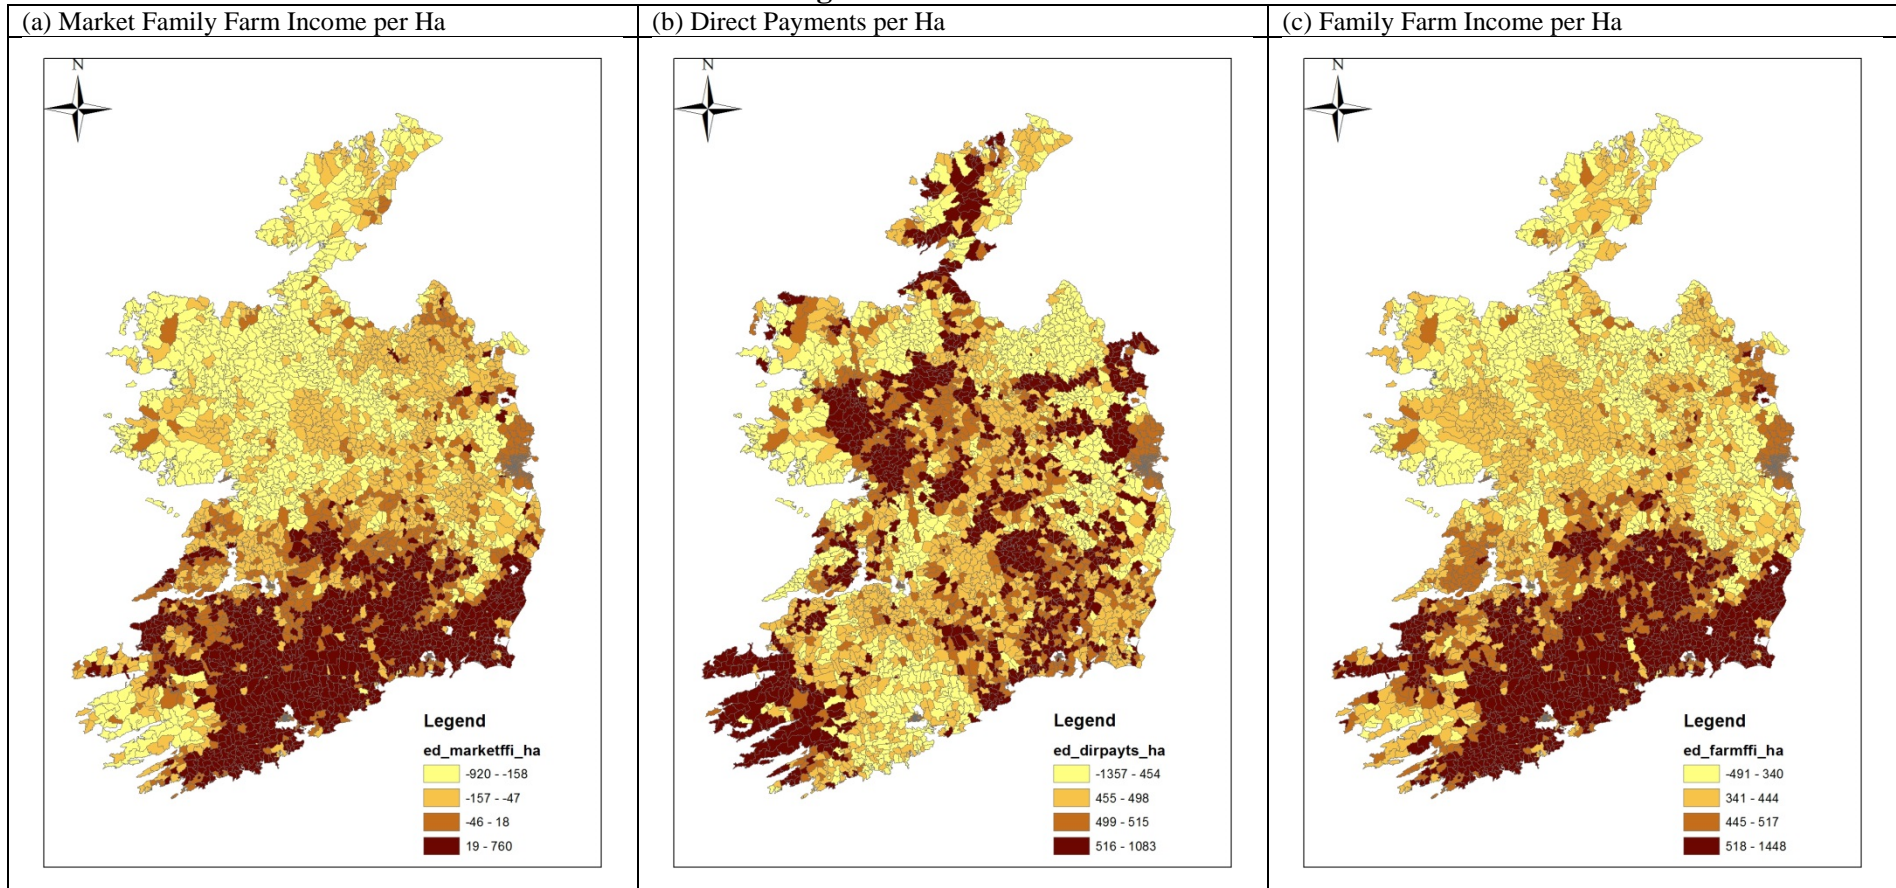 (a) Market Family Farm Income per Ha
N
Legend
ed_marketffi_ha
-920 - -158
-157 - -47
-46 - 18
19 - 760
(b) Direct Payments per Ha
N
Legend
ed_dirpayts_ha
-1357 - 454
455 - 498
499 - 515
516 - 1083
(c) Family Farm Income per Ha
N
Legend
ed_farmffi_ha
-491 - 340
341 - 444
445 - 517
518 - 1448